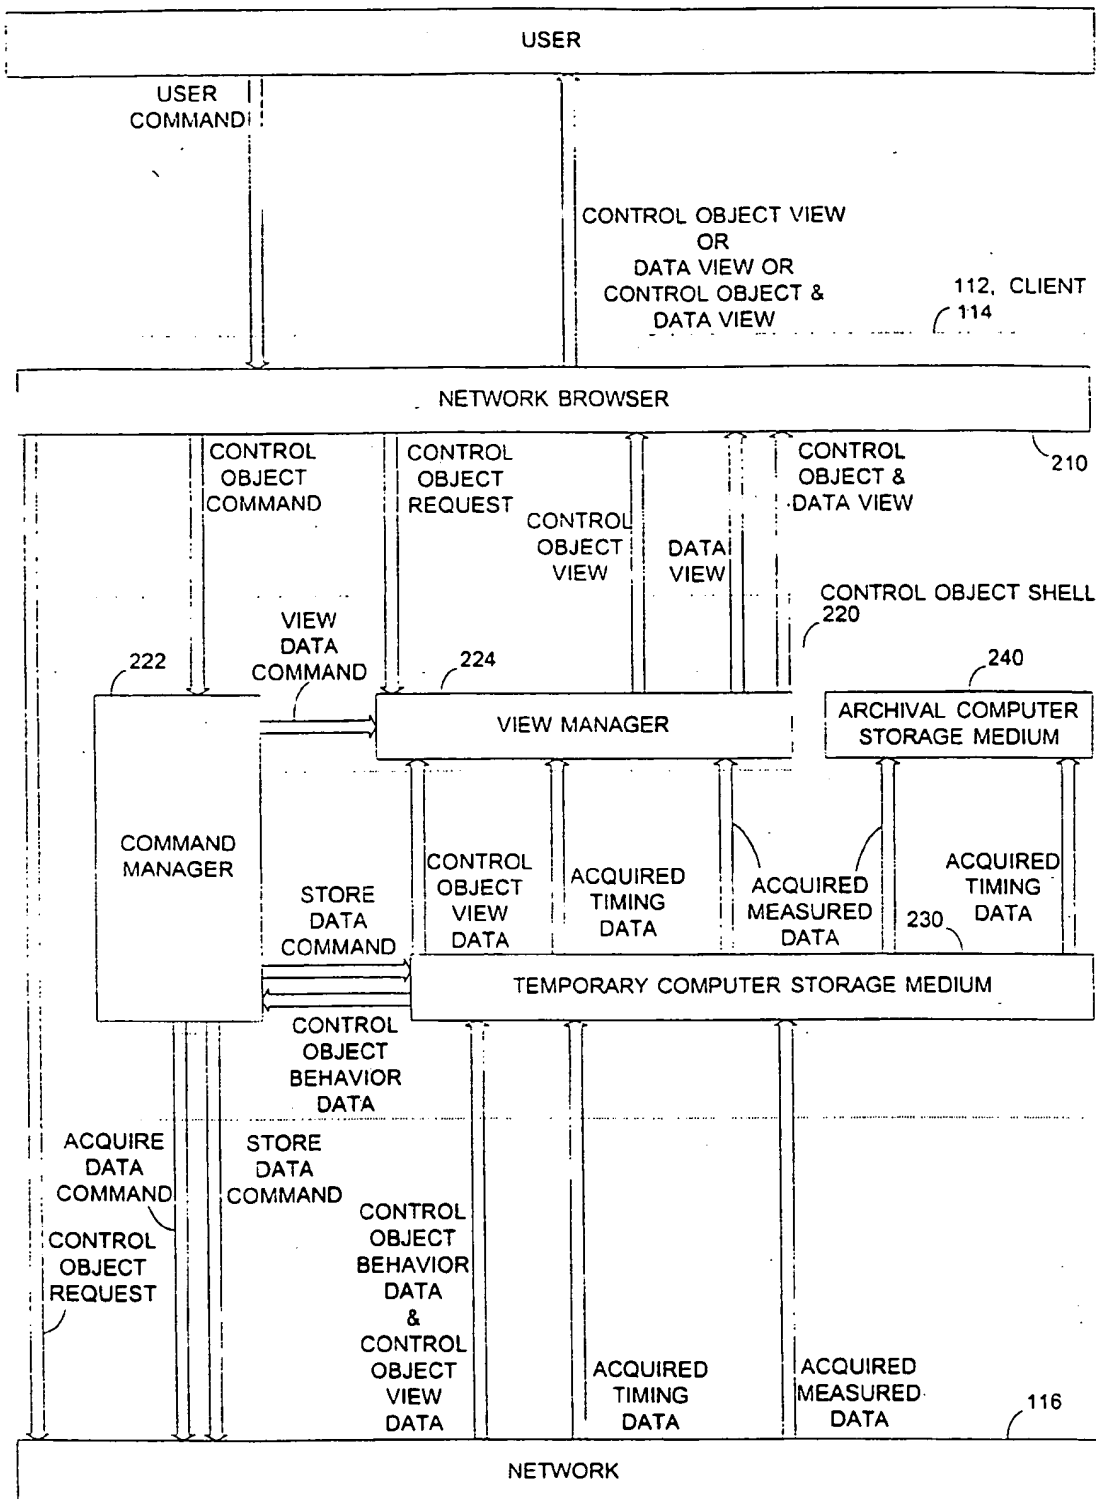 USER
USER
COMMAND
CONTROL OBJECT VIEW
OR
DATA VIEW OR
CONTROL OBJECT &
DATA VIEW
112, CLIENT
114
NETWORK BROWSER
210
CONTROL
OBJECT
COMMAND
CONTROL
OBJECT
REQUEST
CONTROL
OBJECT
VIEW
DATA
VIEW
CONTROL
OBJECT &
DATA VIEW
CONTROL OBJECT SHELL
220
VIEW
DATA
COMMAND
222
224
240
VIEW MANAGER
ARCHIVAL COMPUTER
STORAGE MEDIUM
COMMAND
MANAGER
STORE
DATA
COMMAND
CONTROL
OBJECT
VIEW
DATA
ACQUIRED
TIMING
DATA
ACQUIRED
MEASURED
DATA
ACQUIRED
TIMING
DATA
230
TEMPORARY COMPUTER STORAGE MEDIUM
CONTROL
OBJECT
BEHAVIOR
DATA
ACQUIRE
DATA
COMMAND
STORE
DATA
COMMAND
CONTROL
OBJECT
REQUEST
CONTROL
OBJECT
BEHAVIOR
DATA
&
CONTROL
OBJECT
VIEW
DATA
ACQUIRED
TIMING
DATA
ACQUIRED
MEASURED
DATA
116
NETWORK